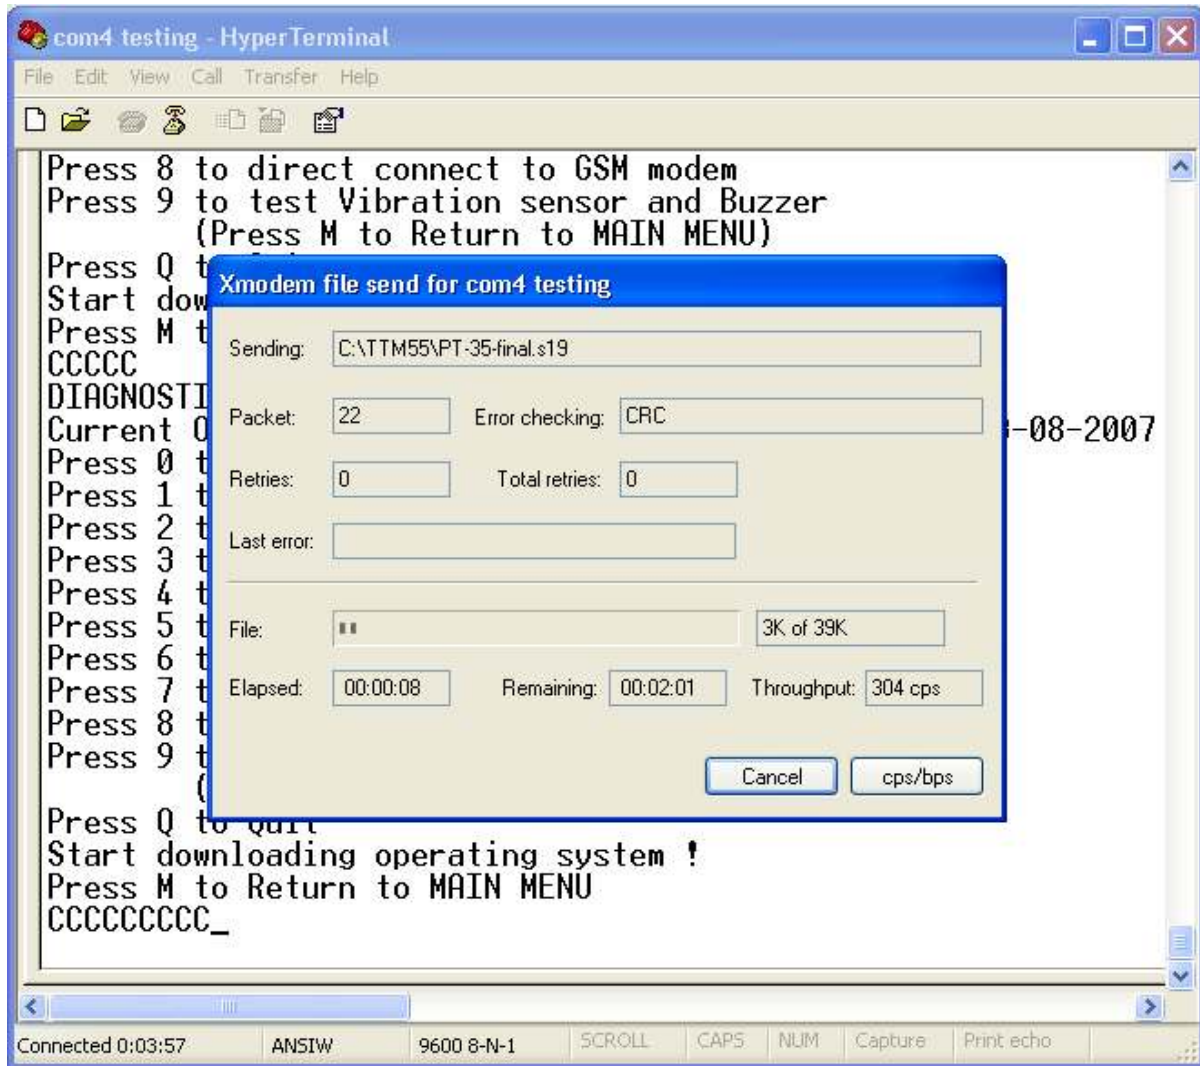 com4 testing - HyperTerminal
File Edit View Call Transfer Help
Press 8 to direct connect to GSM modem
Press 9 to test Vibration sensor and Buzzer
(Press M to Return to MAIN MENU)
Press Q
Start
Press M
CCCCC
Current
Press 0
Press 1
Press 2
Press 3
Press 4
Press 5
Press 6
Press 7
Press 8
Press 9
(
-08-2007
Xmodem file send for com4 testing
Sending: C:\TTM55\PT-35-final.s19
Packet: 22 Error checking: CRC
Retries: 0 Total retries: 0
Last error:
File: 3K of 39K
Elapsed: 00:00:08 Remaining: 00:02:01 Throughput: 304 cps
Cancel cps/bps
Press Q to Quit
Start downloading operating system !
Press M to Return to MAIN MENU
CCCCCCCCCC_
Connected 0:03:57 ANSIW 9600 8-N-1 SCROLL CAPS NUM Capture Print echo